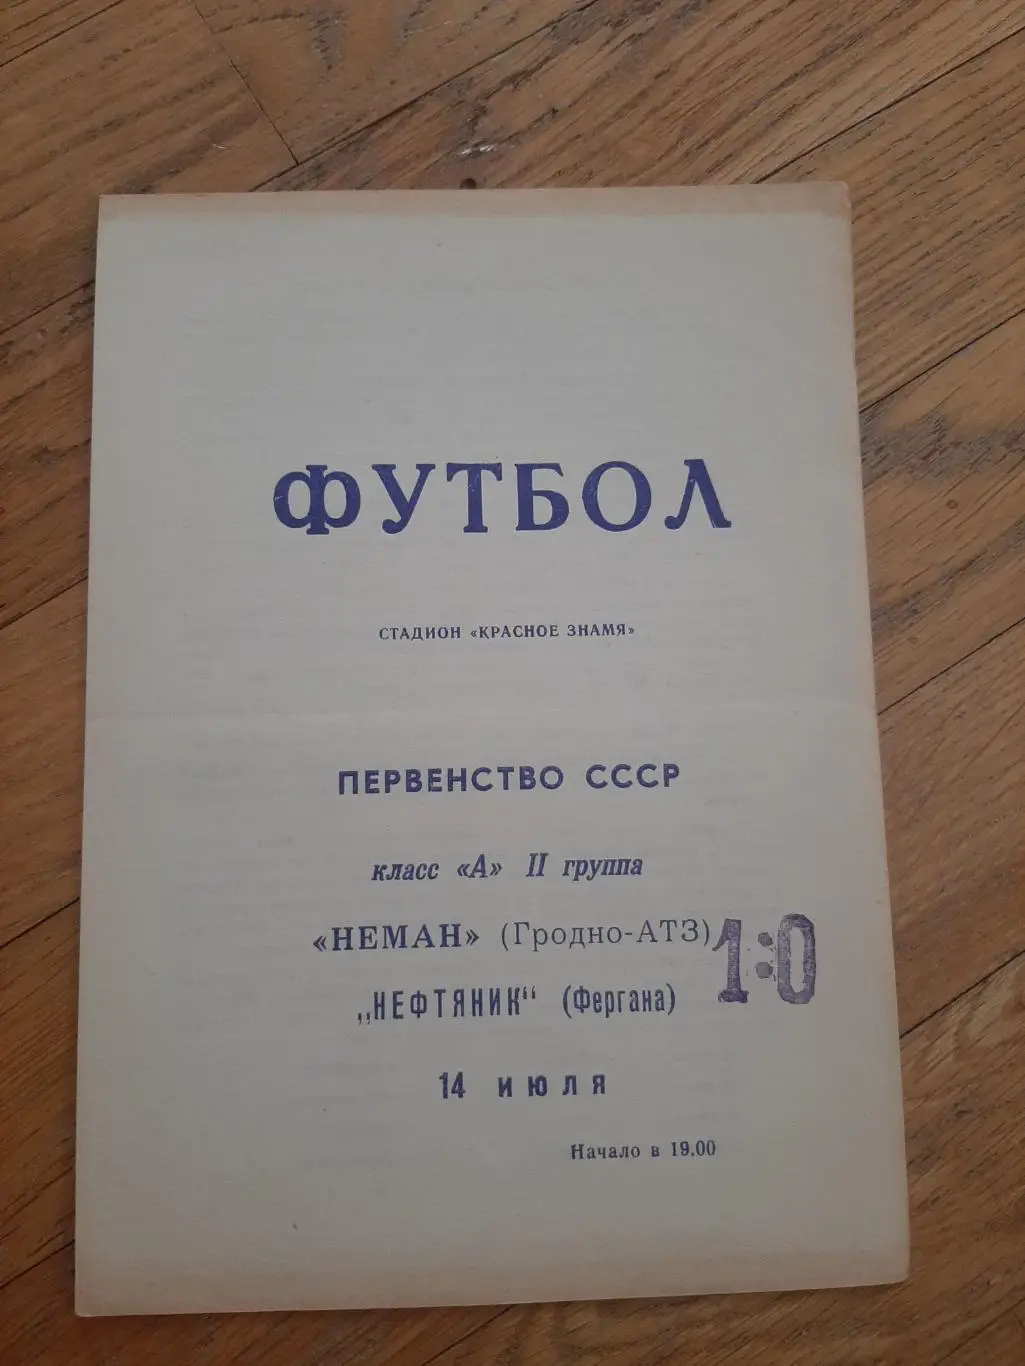 ФУТБОЛ
СТАДИОН «КРАСНОЕ ЗНАМЯ»
ПЕРВЕНСТВО СССР
класс «А» II группа
«НЕМАН» (Гродно-АТЗ) 1:0
„НЕФТЯНИК“ (Фергана)
14 июля
Начало в 19.00